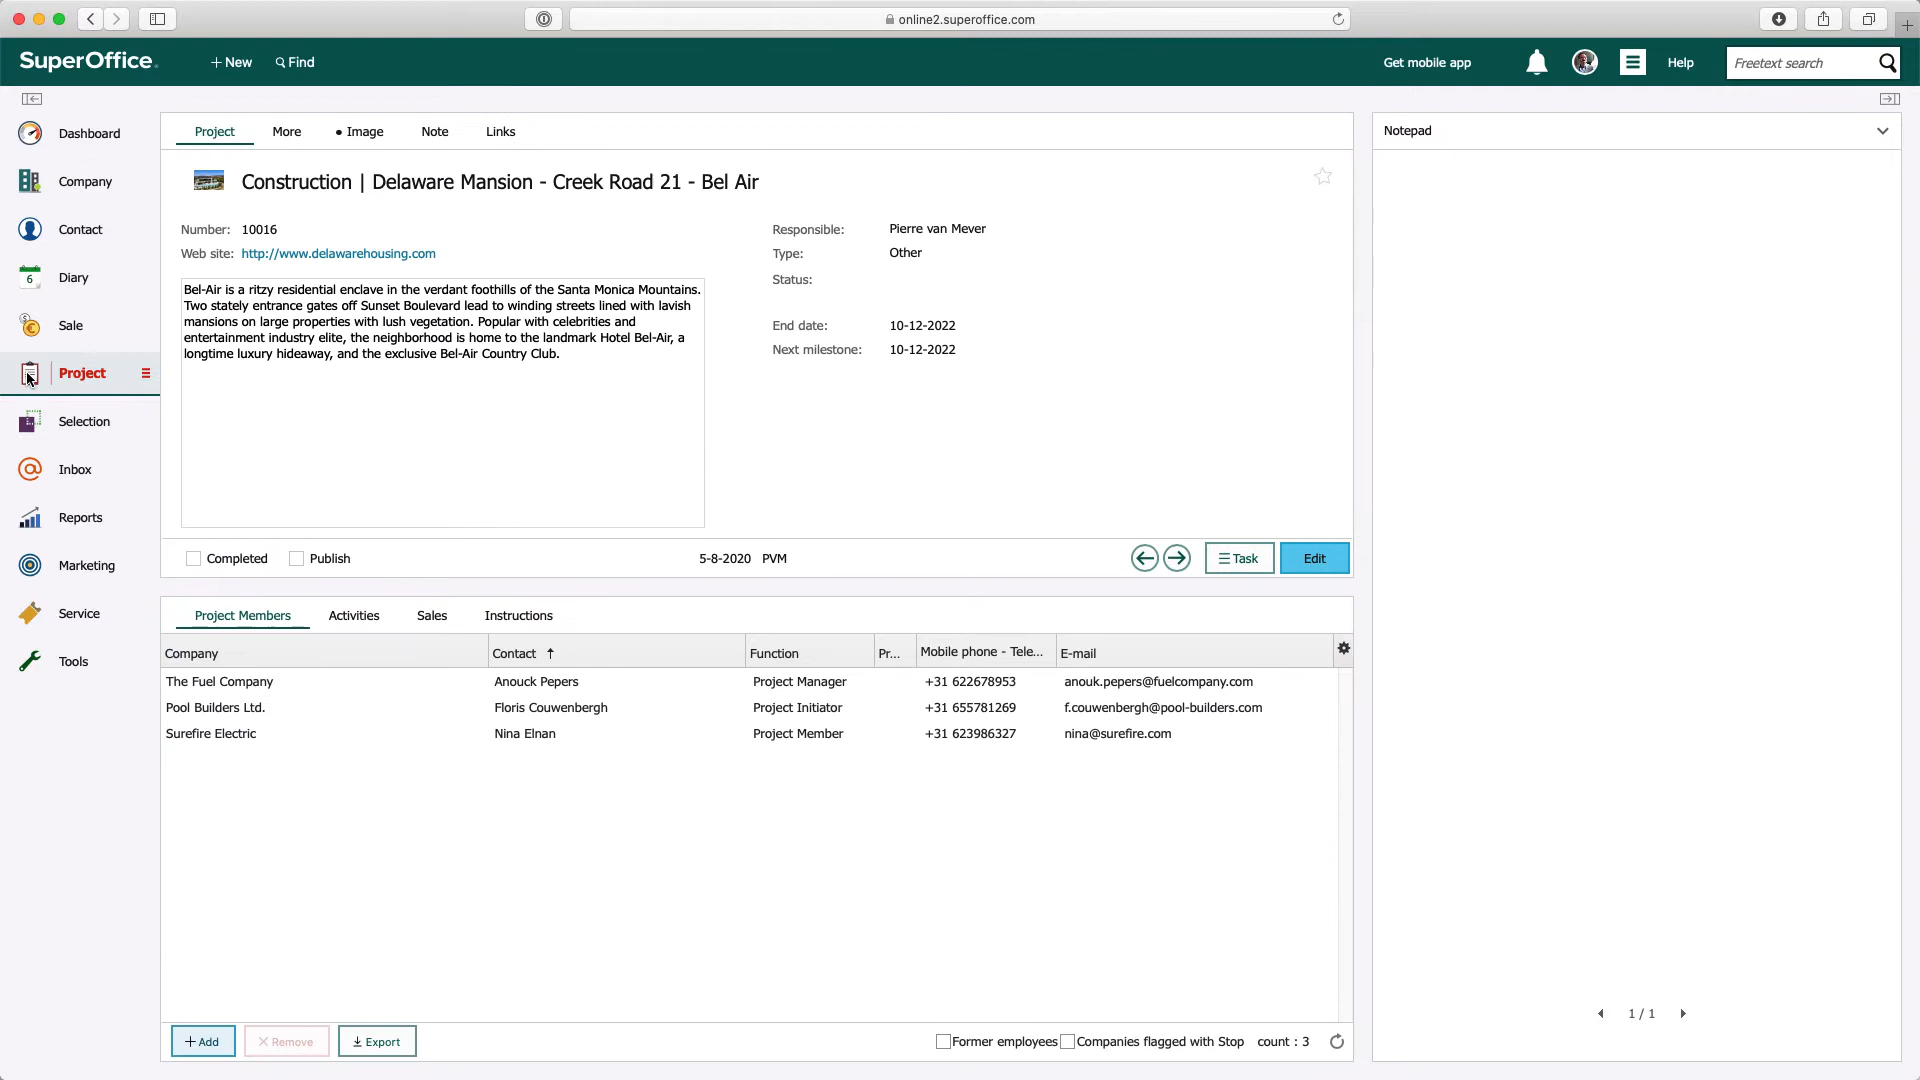 online2.superoffice.com
SuperOffice.
+ New
Find
Get mobile app
Help
Freetext search
Dashboard
Company
Contact
6
Diary
Sale
Project
Selection
Inbox
Reports
Marketing
Service
Tools
Project
More
• Image
Note
Links
Construction | Delaware Mansion - Creek Road 21 - Bel Air
Number: 10016
Web site: http://www.delawarehousing.com
Bel-Air is a ritzy residential enclave in the verdant foothills of the Santa Monica Mountains.
Two stately entrance gates off Sunset Boulevard lead to winding streets lined with lavish
mansions on large properties with lush vegetation. Popular with celebrities and
entertainment industry elite, the neighborhood is home to the landmark Hotel Bel-Air, a
longtime luxury hideaway, and the exclusive Bel-Air Country Club.
Responsible: Pierre van Mever
Type: Other
Status:
End date: 10-12-2022
Next milestone: 10-12-2022
Completed
Publish
5-8-2020 PVM
Task
Edit
Project Members
Activities
Sales
Instructions
Company Contact Function Pr... Mobile phone - Tele... E-mail
The Fuel Company Anouck Pepers Project Manager +31 622678953 anouk.pepers@fuelcompany.com
Pool Builders Ltd. Floris Couwenbergh Project Initiator +31 655781269 f.couwenbergh@pool-builders.com
Surefire Electric Nina Elnan Project Member +31 623986327 nina@surefire.com
+ Add
Remove
Export
Former employees
Companies flagged with Stop
count : 3
Notepad
1 / 1